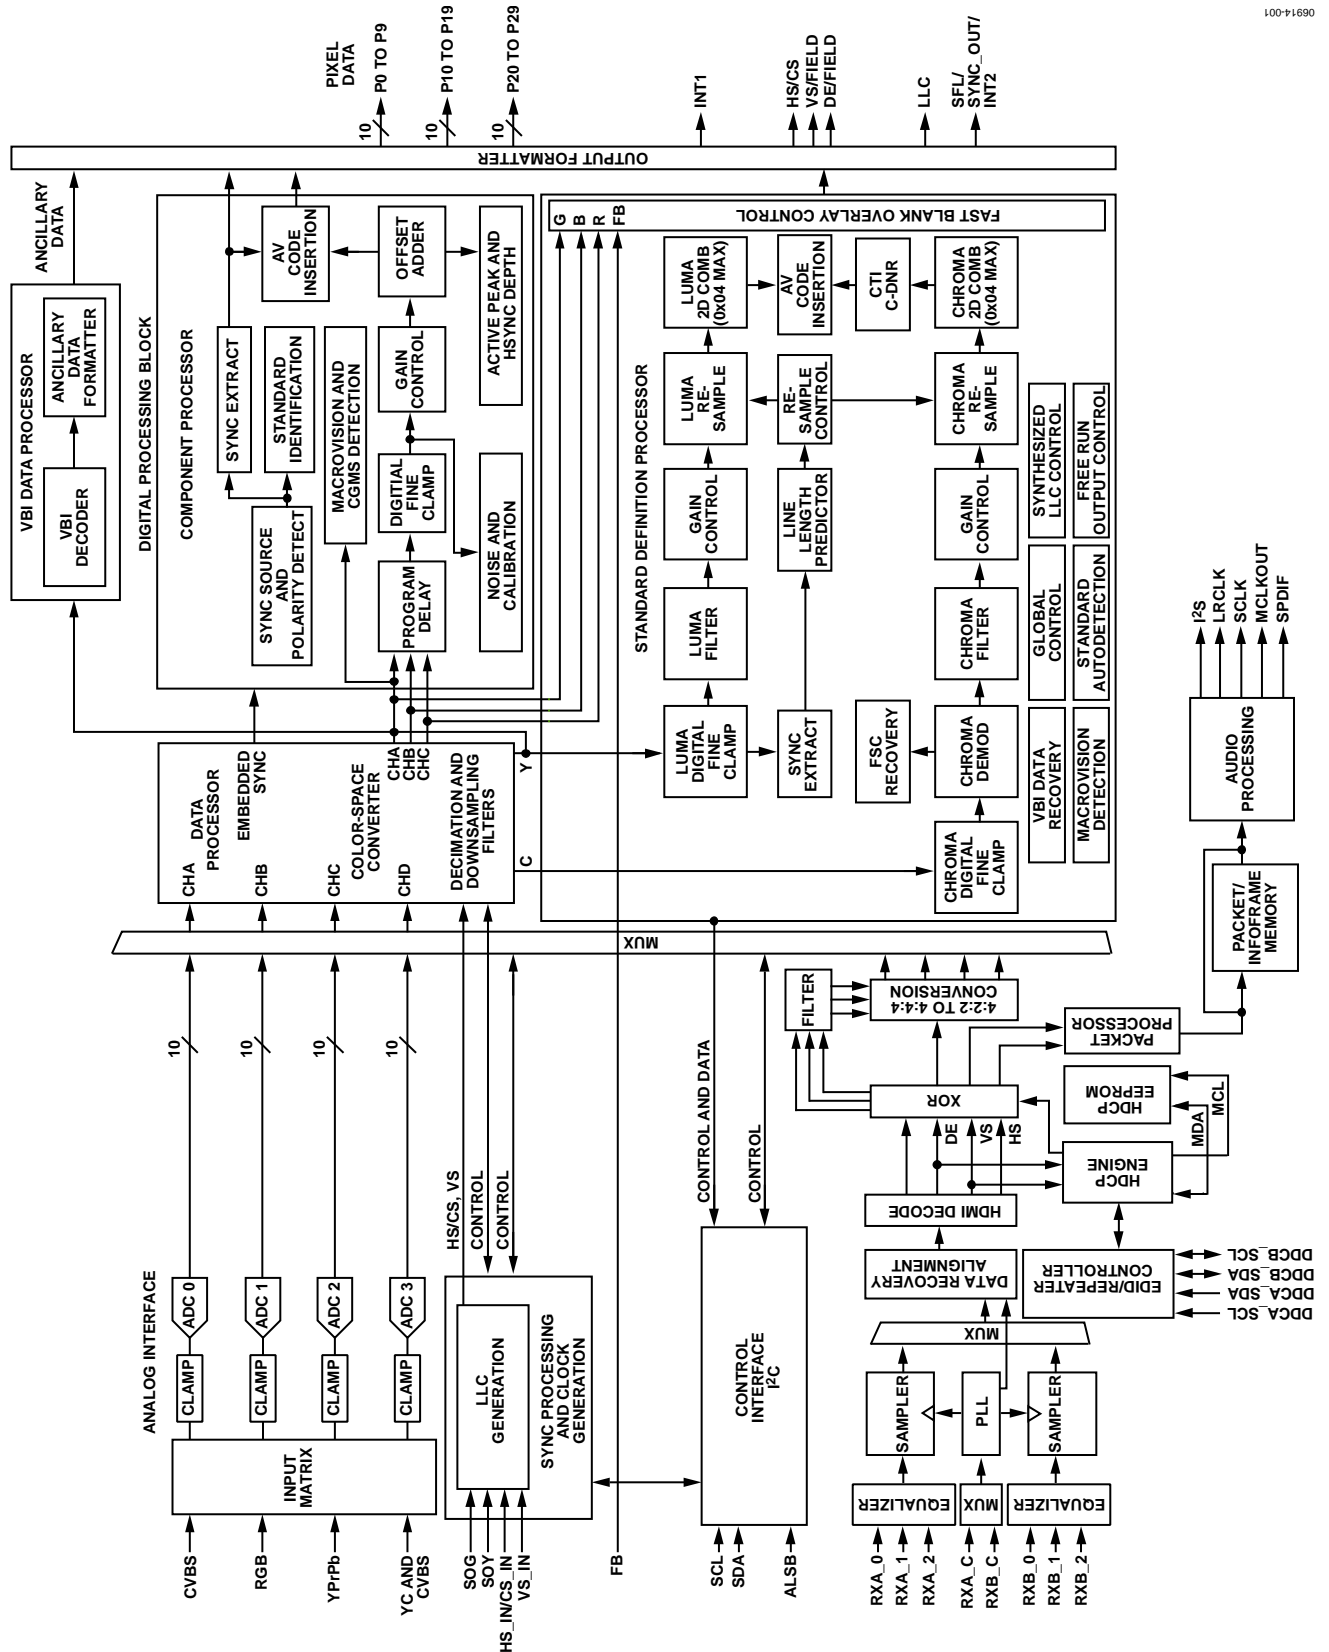 06914-001
CVBS
RGB
YPrPb
YC AND
CVBS
ANALOG INTERFACE
INPUT
MATRIX
CLAMP
CLAMP
CLAMP
CLAMP
ADC 0
ADC 1
ADC 2
ADC 3
10
10
10
10
SOG
SOY
HS_IN/CS_IN
VS_IN
LLC
GENERATION
SYNC PROCESSING
AND CLOCK
GENERATION
HS/CS, VS
CONTROL
CONTROL
FB
SCL
SDA
ALSB
CONTROL
INTERFACE
I2C
CONTROL AND DATA
CONTROL
RXA_0
RXA_1
RXA_2
RXA_C
RXB_C
RXB_0
RXB_1
RXB_2
EQUALIZER
MUX
EQUALIZER
SAMPLER
PLL
SAMPLER
MUX
DATA RECOVERY
ALIGNMENT
HDMI DECODE
DE
VS
HS
XOR
FILTER
4:2:2 TO 4:4:4
CONVERSION
DDCA_SCL
DDCA_SDA
DDCB_SDA
DDCB_SCL
EDID/REPEATER
CONTROLLER
HDCP
ENGINE
MDA
MCL
HDCP
EEPROM
PACKET
PROCESSOR
PACKET/
INFOFRAME
MEMORY
AUDIO
PROCESSING
I2S
LRCLK
SCLK
MCLKOUT
SPDIF
MUX
CHA
CHB
CHC
CHD
DATA
PROCESSOR
EMBEDDED
SYNC
COLOR-SPACE
CONVERTER
CHA
CHB
CHC
DECIMATION AND
DOWNSAMPLING
FILTERS
C
Y
VBI DATA PROCESSOR
VBI
DECODER
ANCILLARY
DATA
FORMATTER
ANCILLARY
DATA
DIGITAL PROCESSING BLOCK
COMPONENT PROCESSOR
SYNC SOURCE
AND
POLARITY DETECT
SYNC EXTRACT
STANDARD
IDENTIFICATION
MACROVISION AND
CGMS DETECTION
PROGRAM
DELAY
DIGITIAL
FINE
CLAMP
GAIN
CONTROL
OFFSET
ADDER
AV
CODE
INSERTION
NOISE AND
CALIBRATION
ACTIVE PEAK AND
HSYNC DEPTH
STANDARD DEFINITION PROCESSOR
LUMA
DIGITAL
FINE
CLAMP
LUMA
FILTER
GAIN
CONTROL
LUMA
RE-
SAMPLE
LUMA
2D COMB
(0x04 MAX)
SYNC
EXTRACT
LINE
LENGTH
PREDICTOR
RE-
SAMPLE
CONTROL
AV
CODE
INSERTION
FSC
RECOVERY
CTI
C-DNR
CHROMA
DIGITAL
FINE
CLAMP
CHROMA
DEMOD
CHROMA
FILTER
GAIN
CONTROL
CHROMA
RE-
SAMPLE
CHROMA
2D COMB
(0x04 MAX)
VBI DATA
RECOVERY
GLOBAL
CONTROL
SYNTHESIZED
LLC CONTROL
MACROVISION
DETECTION
STANDARD
AUTODETECTION
FREE RUN
OUTPUT CONTROL
G
B
R
FB
FAST BLANK OVERLAY CONTROL
OUTPUT FORMATTER
PIXEL
DATA
10
P0 TO P9
10
P10 TO P19
10
P20 TO P29
INT1
HS/CS
VS/FIELD
DE/FIELD
LLC
SFL/
SYNC_OUT/
INT2